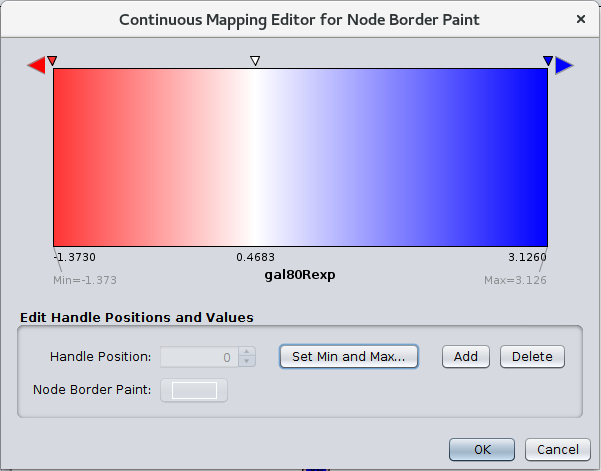 Continuous Mapping Editor for Node Border Paint
-1.3730 0.4683 3.1260
Min=-1.373 gal80Rexp Max=3.126
Edit Handle Positions and Values
Handle Position: 0 Set Min and Max... Add Delete
Node Border Paint:
OK Cancel